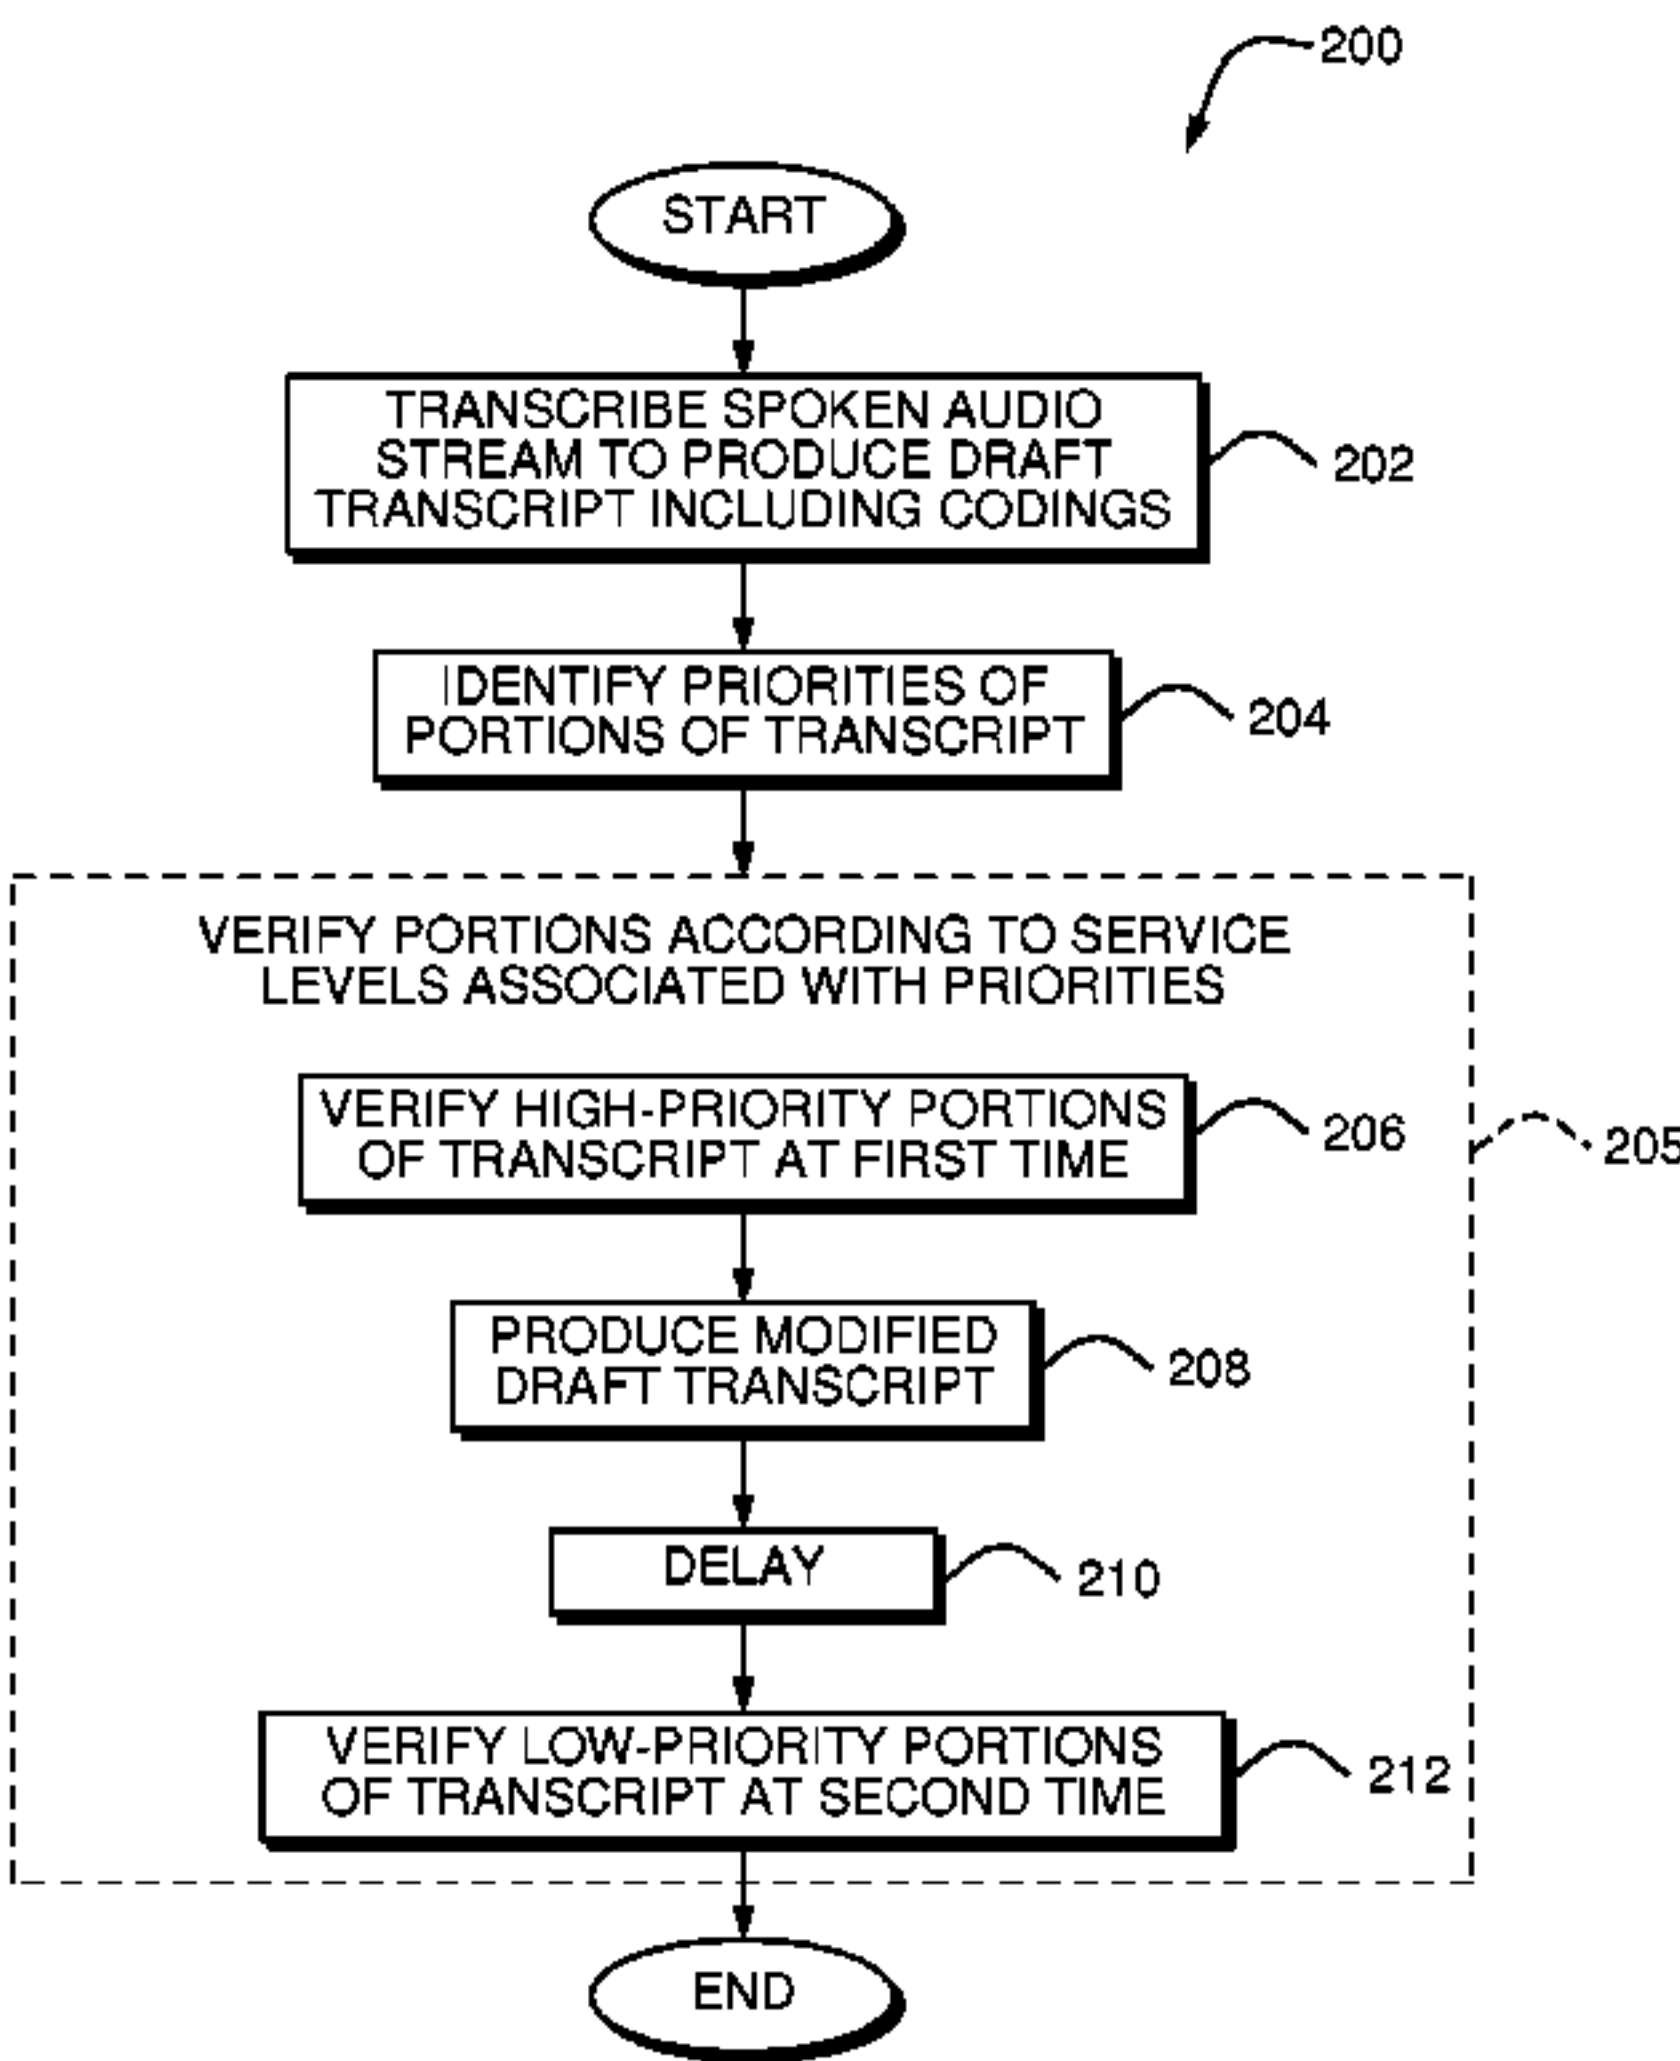 200
START
TRANSCRIBE SPOKEN AUDIO
STREAM TO PRODUCE DRAFT
TRANSCRIPT INCLUDING CODINGS
202
IDENTIFY PRIORITIES OF
PORTIONS OF TRANSCRIPT
204
VERIFY PORTIONS ACCORDING TO SERVICE
LEVELS ASSOCIATED WITH PRIORITIES
VERIFY HIGH-PRIORITY PORTIONS
OF TRANSCRIPT AT FIRST TIME
206
205
PRODUCE MODIFIED
DRAFT TRANSCRIPT
208
DELAY
210
VERIFY LOW-PRIORITY PORTIONS
OF TRANSCRIPT AT SECOND TIME
212
END